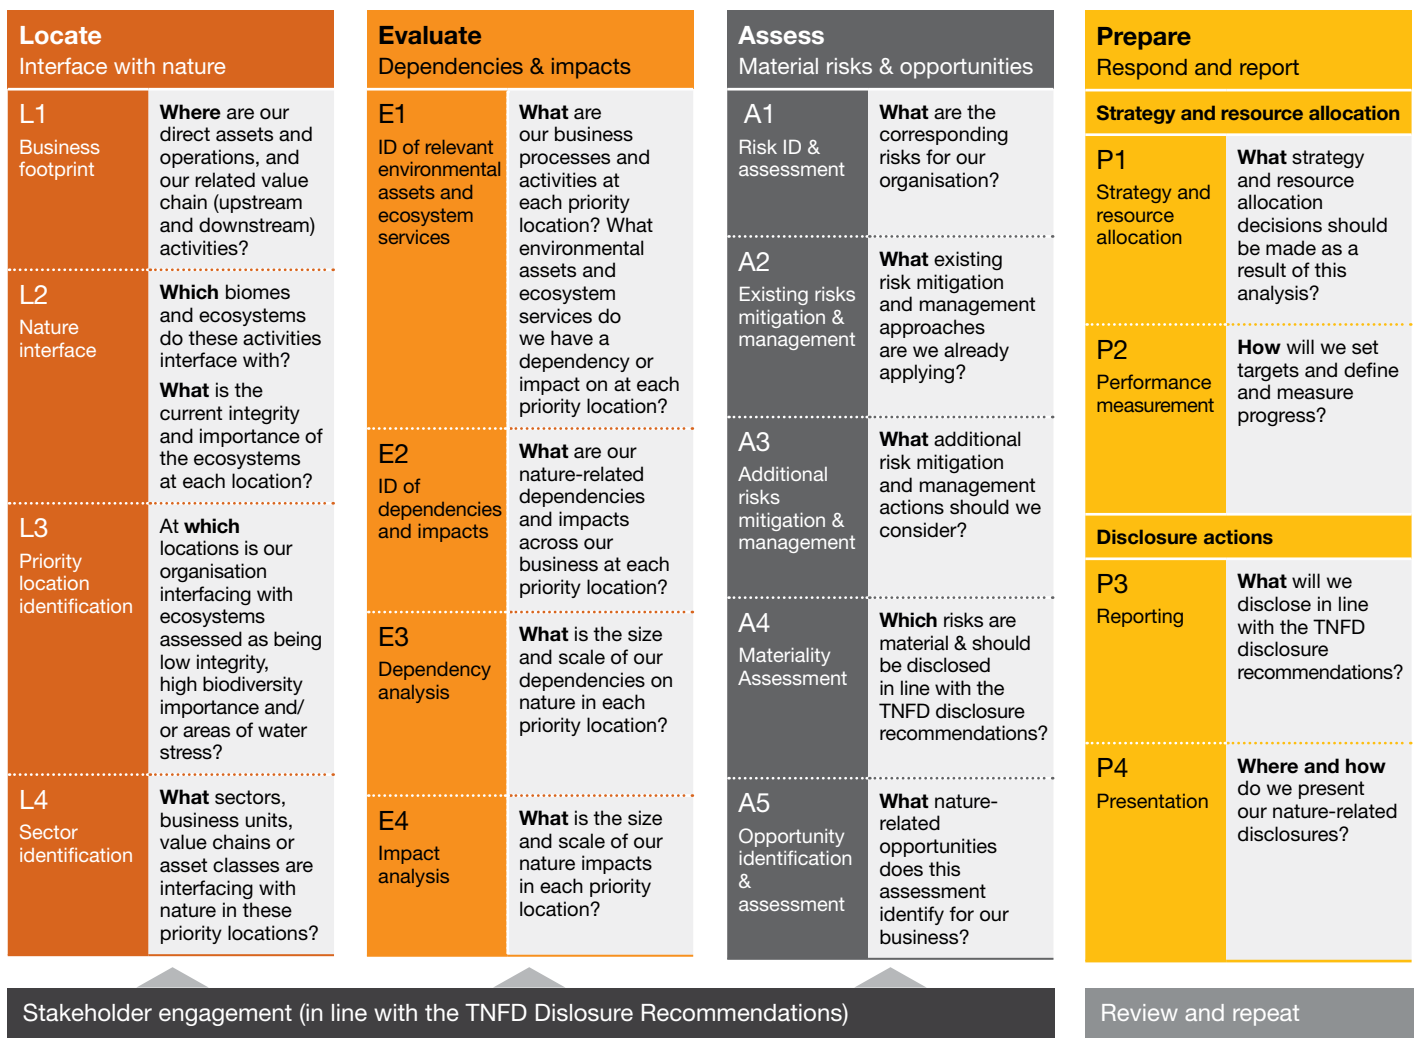 Locate
Interface with nature
L1
Business
footprint
Where are our
direct assets and
operations, and
our related value
chain (upstream
and downstream)
activities?
L2
Nature
interface
Which biomes
and ecosystems
do these activities
interface with?
What is the
current integrity
and importance of
the ecosystems
at each location?
L3
Priority
location
identification
At which
locations is our
organisation
interfacing with
ecosystems
assessed as being
low integrity,
high biodiversity
importance and/
or areas of water
stress?
L4
Sector
identification
What sectors,
business units,
value chains or
asset classes are
interfacing with
nature in these
priority locations?
Evaluate
Dependencies & impacts
E1
ID of relevant
environmental
assets and
ecosystem
services
What are
our business
processes and
activities at
each priority
location? What
environmental
assets and
ecosystem
services do
we have a
dependency or
impact on at each
priority location?
E2
ID of
dependencies
and impacts
What are our
nature-related
dependencies
and impacts
across our
business at each
priority location?
E3
Dependency
analysis
What is the size
and scale of our
dependencies on
nature in each
priority location?
E4
Impact
analysis
What is the size
and scale of our
nature impacts
in each priority
location?
Assess
Material risks & opportunities
A1
Risk ID &
assessment
What are the
corresponding
risks for our
organisation?
A2
Existing risks
mitigation &
management
What existing
risk mitigation
and management
approaches
are we already
applying?
A3
Additional
risks
mitigation &
management
What additional
risk mitigation
and management
actions should we
consider?
A4
Materiality
Assessment
Which risks are
material & should
be disclosed
in line with the
TNFD disclosure
recommendations?
A5
Opportunity
identification
&
assessment
What nature-
related
opportunities
does this
assessment
identify for our
business?
Prepare
Respond and report
Strategy and resource allocation
P1
Strategy and
resource
allocation
What strategy
and resource
allocation
decisions should
be made as a
result of this
analysis?
P2
Performance
measurement
How will we set
targets and define
and measure
progress?
Disclosure actions
P3
Reporting
What will we
disclose in line
with the TNFD
disclosure
recommendations?
P4
Presentation
Where and how
do we present
our nature-related
disclosures?
Stakeholder engagement (in line with the TNFD Dislosure Recommendations)
Review and repeat